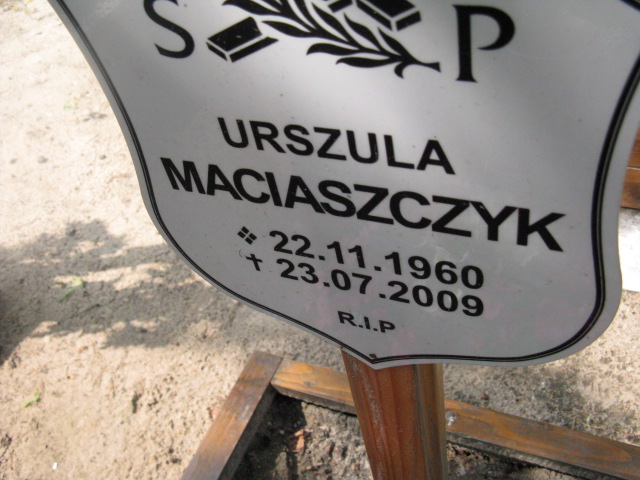 S P
URSZULA
MACIASZCZYK
❖ 22.11.1960
✝ 23.07.2009
R.I.P